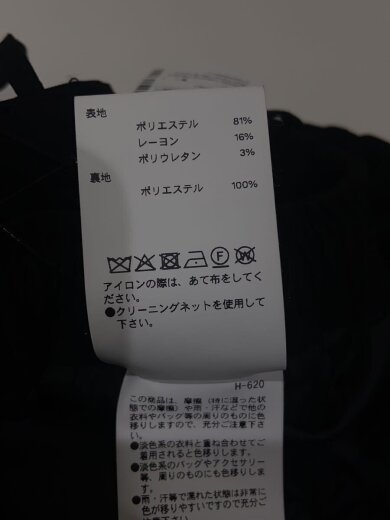 表地
ポリエステル 81%
レーヨン 16%
ポリウレタン 3%
裏地
ポリエステル 100%
F
W
アイロンの際は、あて布をしてく
ださい。
●クリーニングネットを使用して
下さい。
H-620
この商品は、摩擦(特に湿った状
態での摩擦)や雨・汗などで他の
衣料やバッグ等の周りのものに色
移りしますので、充分ご注意下さ
い。
●淡色系の衣料と重ね合わせてご
着用されると色移りします。
●淡色系のバッグやアクセサリー
等、周りのものにも色移りしま
す。
●雨・汗等で濡れた状態は非常に
色が移りやすいですので充分ご